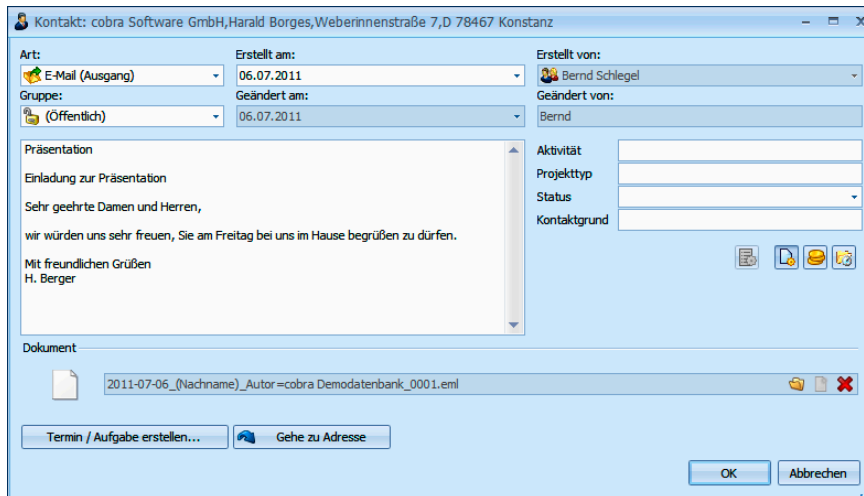 Kontakt: cobra Software GmbH,Harald Borges,Weberinnenstraße 7,D 78467 Konstanz
Art:
Erstellt am:
Erstellt von:
E-Mail (Ausgang)
06.07.2011
Bernd Schlegel
Gruppe:
Geändert am:
Geändert von:
(Öffentlich)
06.07.2011
Bernd
Präsentation
Einladung zur Präsentation
Sehr geehrte Damen und Herren,
wir würden uns sehr freuen, Sie am Freitag bei uns im Hause begrüßen zu dürfen.
Mit freundlichen Grüßen
H. Berger
Aktivität
Projekttyp
Status
Kontaktgrund
Dokument
2011-07-06_(Nachname)_Autor=cobra Demodatenbank_0001.eml
Termin / Aufgabe erstellen...
Gehe zu Adresse
OK
Abbrechen